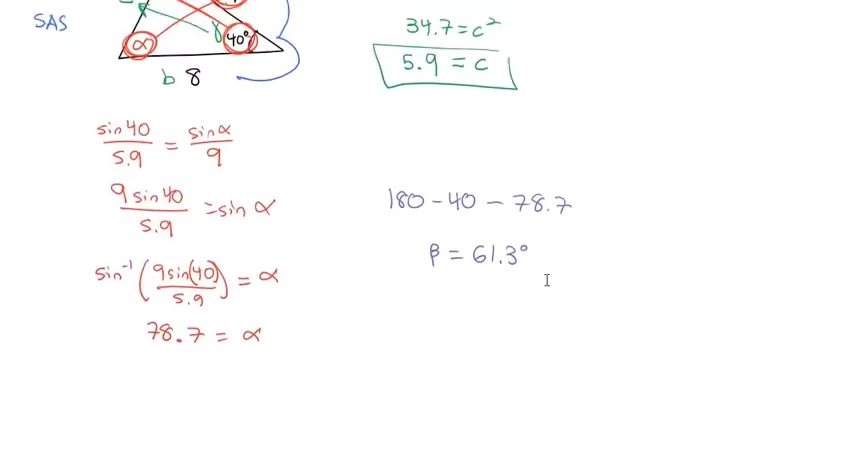 SAS
α
γ 40°
b 8
34.7 = c²
5.9 = c
sin 40 / 5.9 = sin α / 9
9 sin 40 / 5.9 = sin α
sin⁻¹ ( 9 sin(40) / 5.9 ) = α
78.7 = α
180 - 40 - 78.7
β = 61.3°